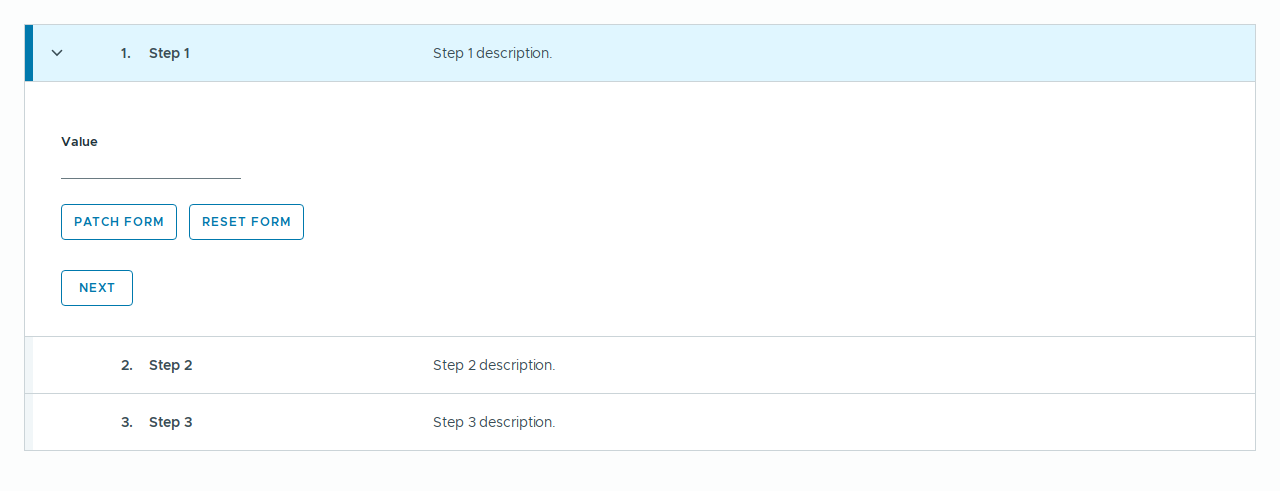 1. Step 1 Step 1 description.
Value
PATCH FORM RESET FORM
NEXT
2. Step 2 Step 2 description.
3. Step 3 Step 3 description.